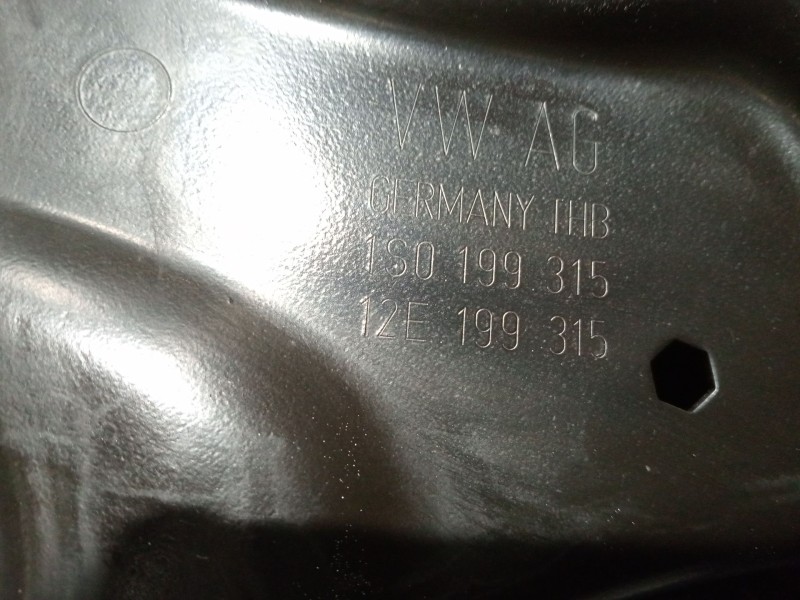 VW AG
GERMANY THB
1S0 199 315
12E 199 315